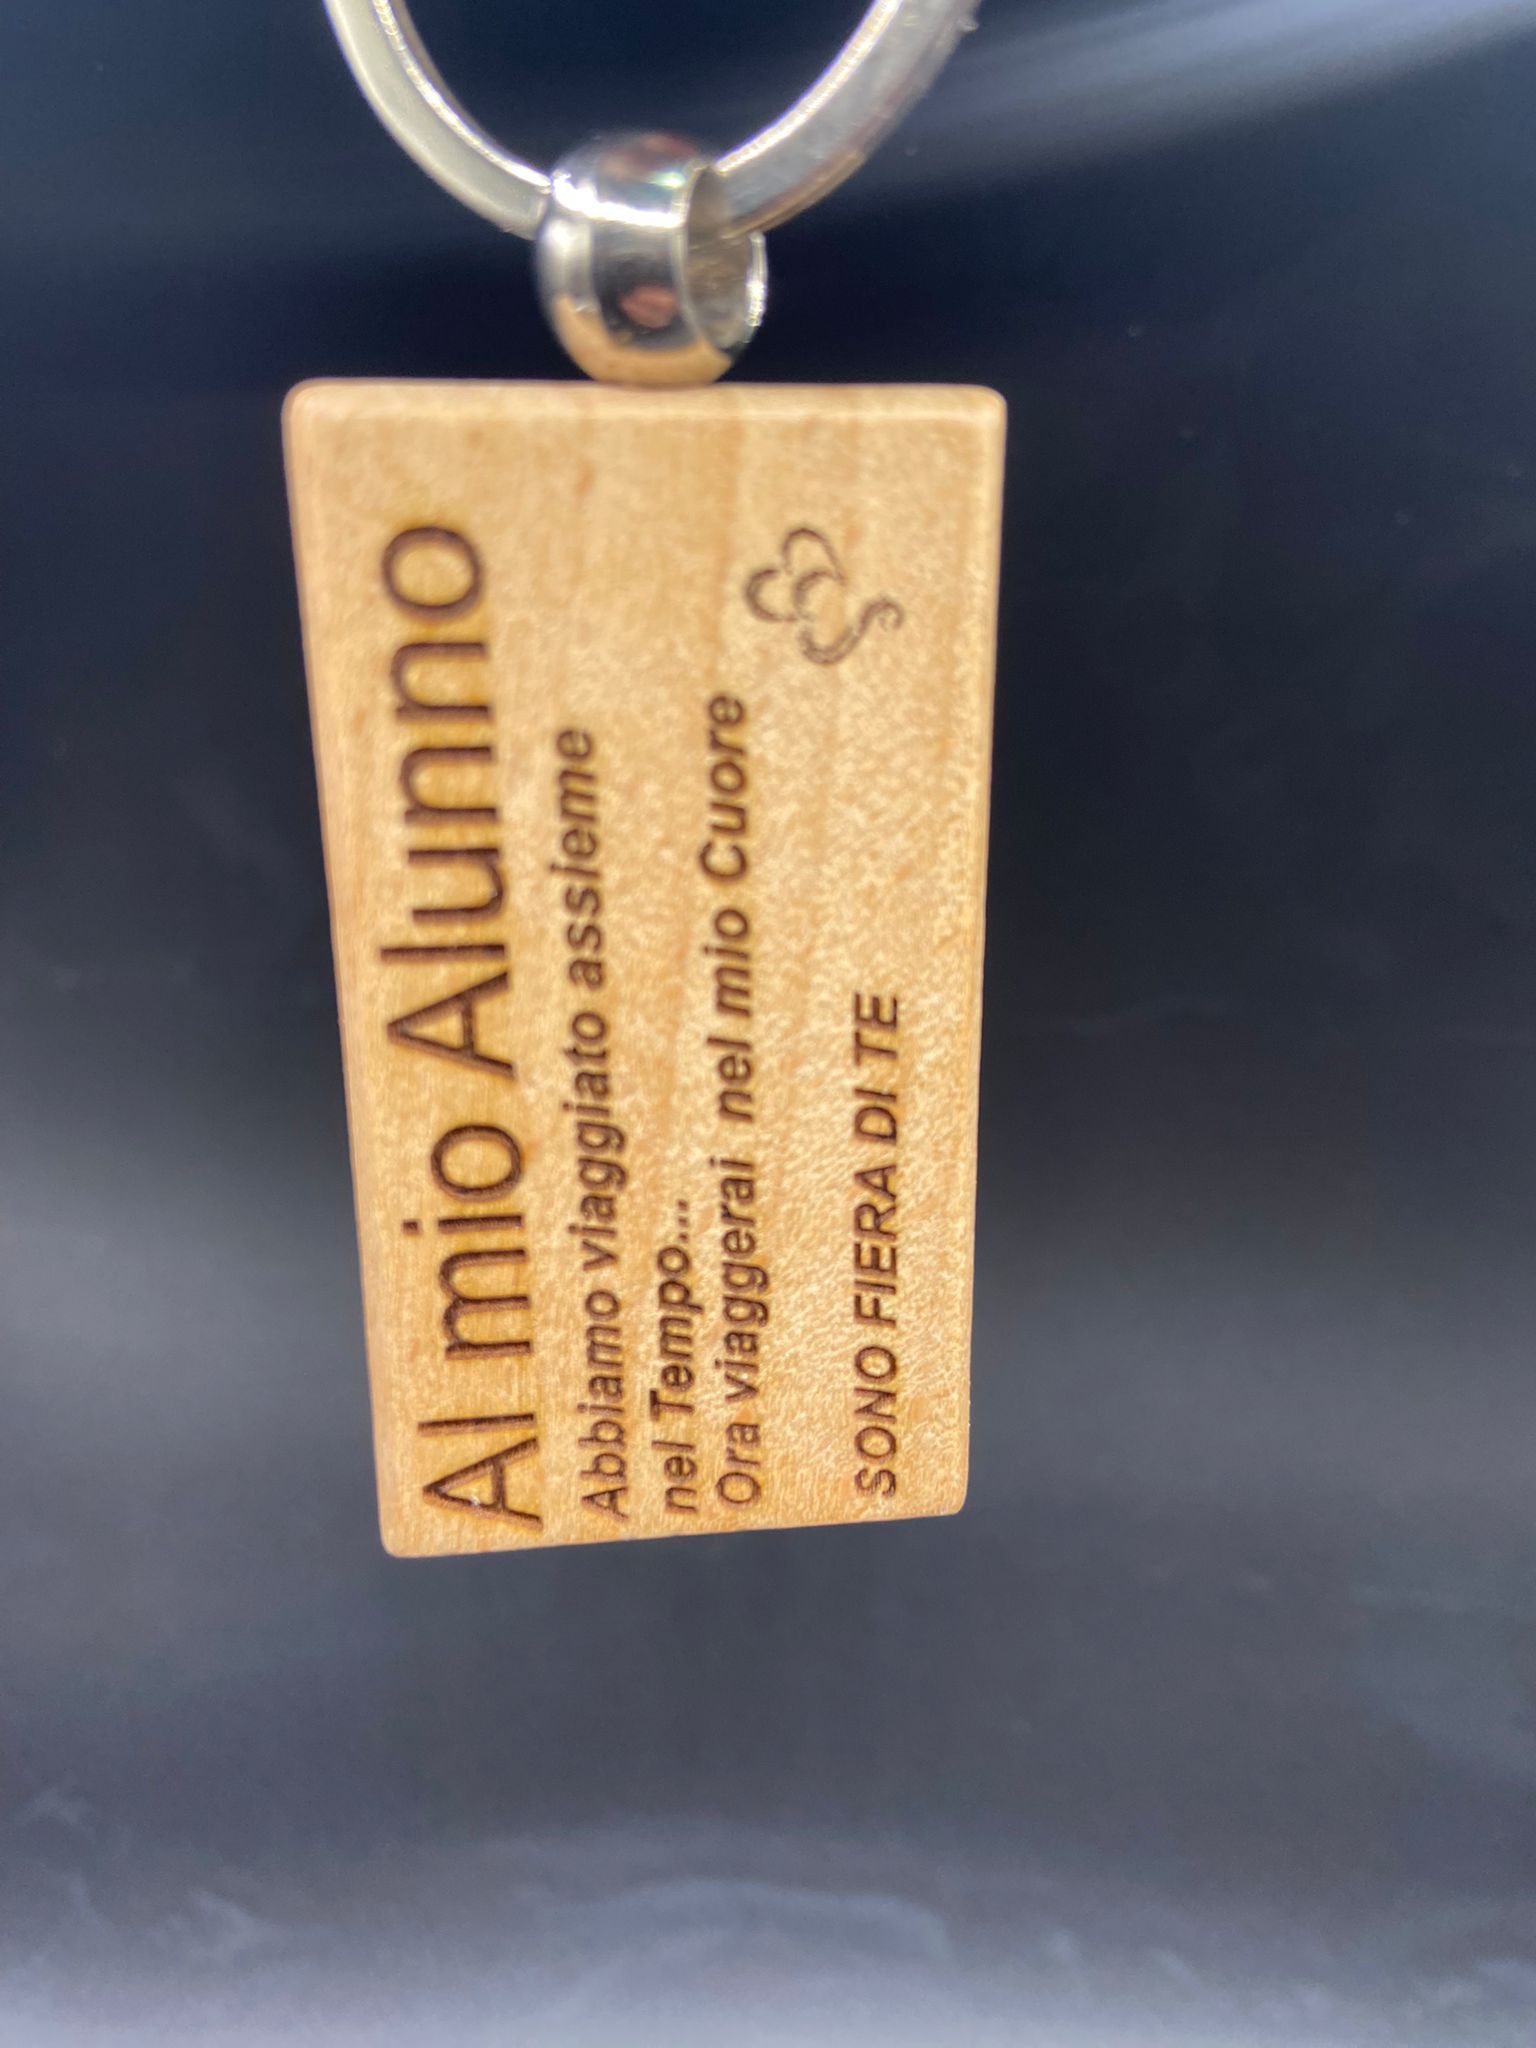 Al mio Alunno
Abbiamo viaggiato assieme
nel Tempo...
Ora viaggerai nel mio Cuore
SONO FIERA DI TE